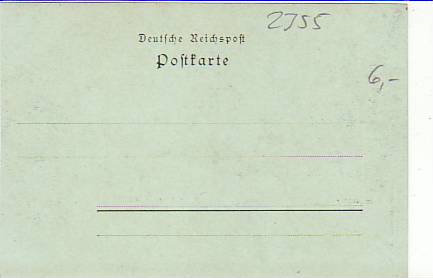 2755
Deutsche Reichspost
Postkarte
6,-